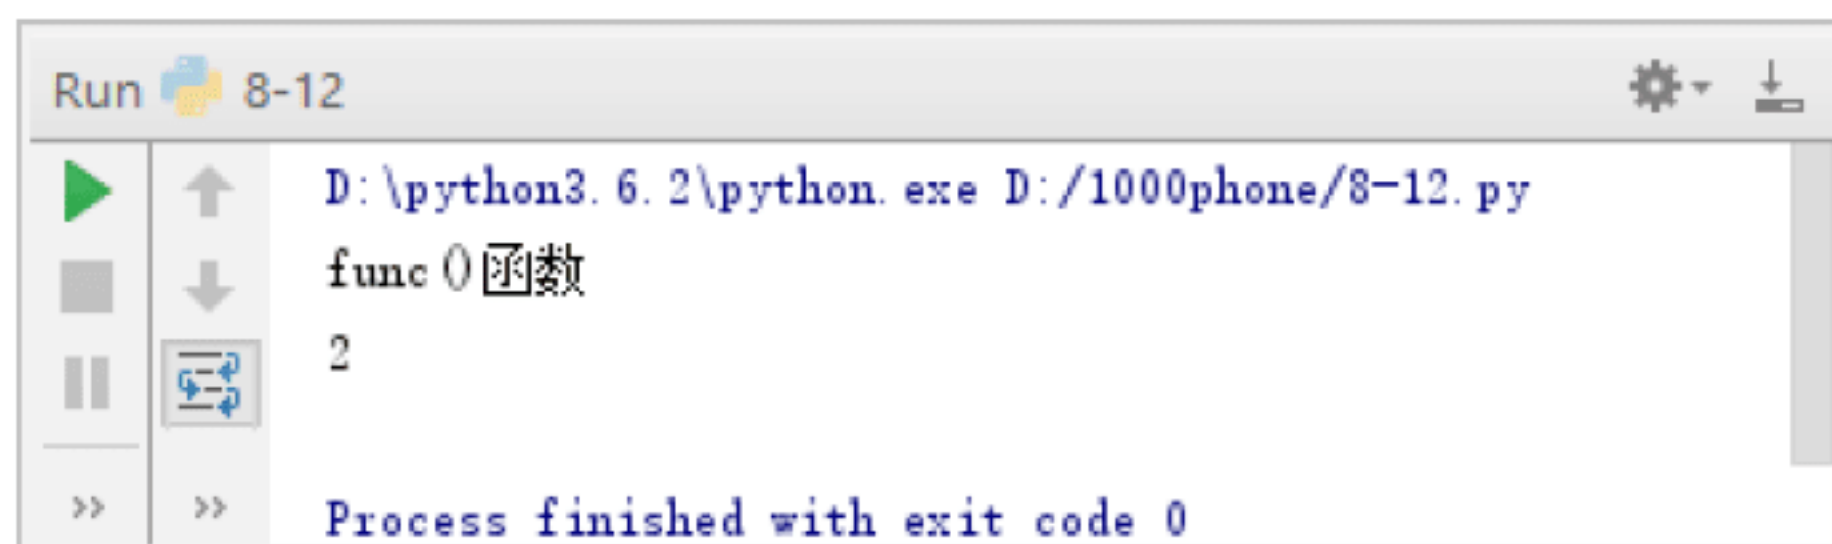 Run 8-12
D:\python3.6.2\python.exe D:/1000phone/8-12.py
func()函数
2
Process finished with exit code 0